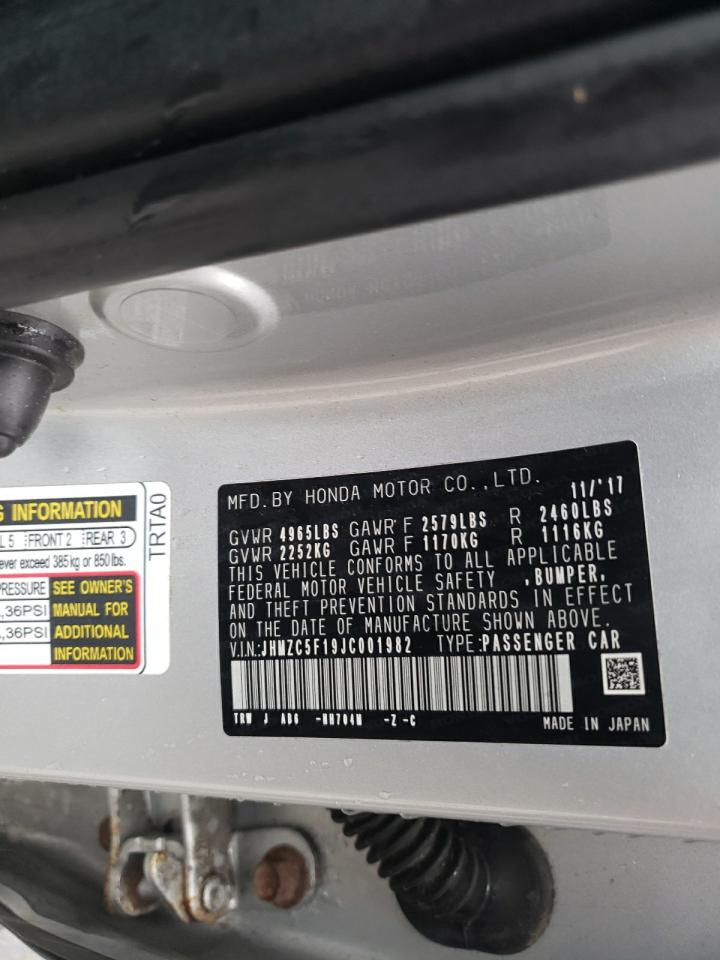 MFD. BY HONDA MOTOR CO.,LTD. 11/'17
GVWR 4965LBS GAWR F 2579LBS R 2460LBS
GVWR 2252KG GAWR F 1170KG R 1116KG
THIS VEHICLE CONFORMS TO ALL APPLICABLE
FEDERAL MOTOR VEHICLE SAFETY ,BUMPER,
AND THEFT PREVENTION STANDARDS IN EFFECT
ON THE DATE OF MANUFACTURE SHOWN ABOVE.
V.I.N.:JHMZC5F19JC001982 TYPE:PASSENGER CAR
TRW J AB6 -NH704M -Z -C
MADE IN JAPAN
INFORMATION
5 FRONT 2 REAR 3
exceed 385 kg or 850 lbs.
PRESSURE SEE OWNER'S
,36PSI MANUAL FOR
,36PSI ADDITIONAL
INFORMATION
TRTA0